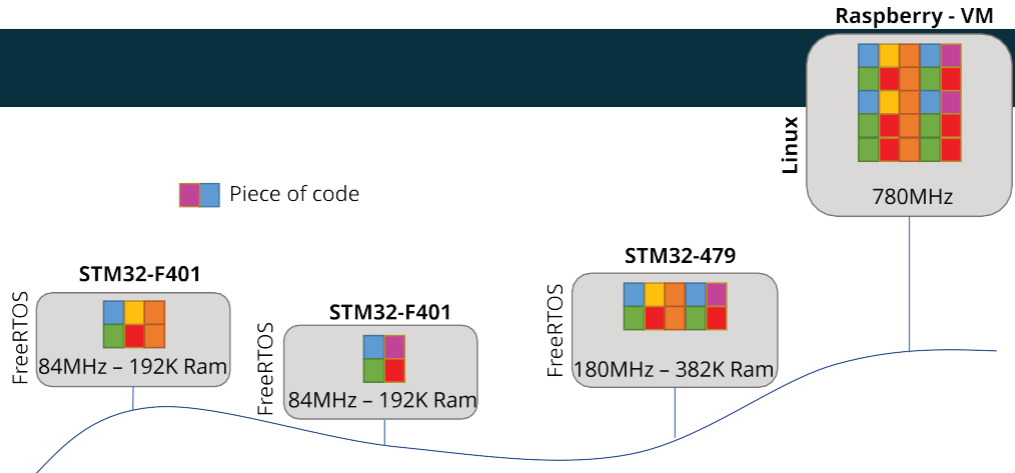 Raspberry - VM
Linux
780MHz
Piece of code
STM32-F401
FreeRTOS
84MHz – 192K Ram
STM32-F401
FreeRTOS
84MHz – 192K Ram
STM32-479
FreeRTOS
180MHz – 382K Ram